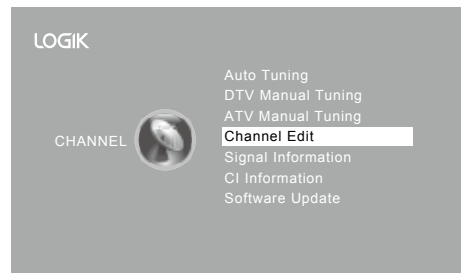 LOGIK
CHANNEL
Auto Tuning
DTV Manual Tuning
ATV Manual Tuning
Channel Edit
Signal Information
CI Information
Software Update